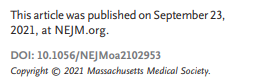 This article was published on September 23,
2021, at NEJM.org.
DOI: 10.1056/NEJMoa2102953
Copyright © 2021 Massachusetts Medical Society.